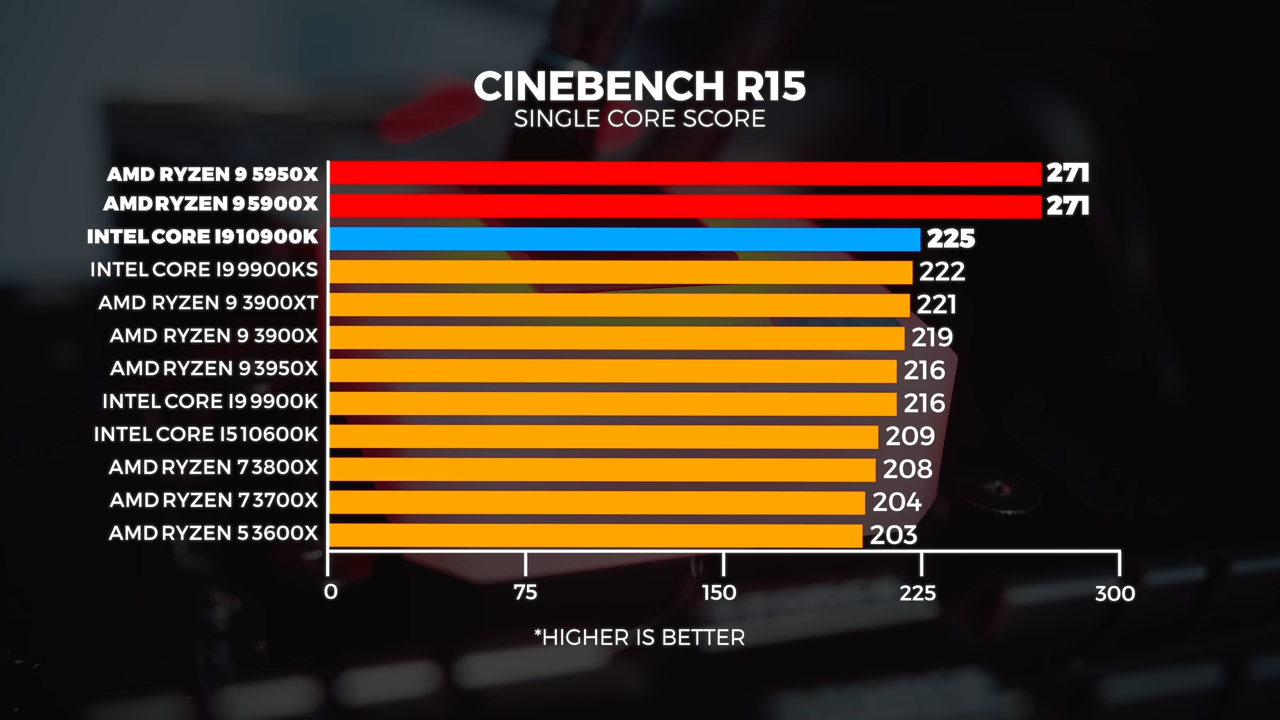 CINEBENCH R15
SINGLE CORE SCORE
AMD RYZEN 9 5950X 271
AMD RYZEN 9 5900X 271
INTEL CORE I9 10900K 225
INTEL CORE I9 9900KS 222
AMD RYZEN 9 3900XT 221
AMD RYZEN 9 3900X 219
AMD RYZEN 9 3950X 216
INTEL CORE I9 9900K 216
INTEL CORE I5 10600K 209
AMD RYZEN 7 3800X 208
AMD RYZEN 7 3700X 204
AMD RYZEN 5 3600X 203
0 75 150 225 300
*HIGHER IS BETTER